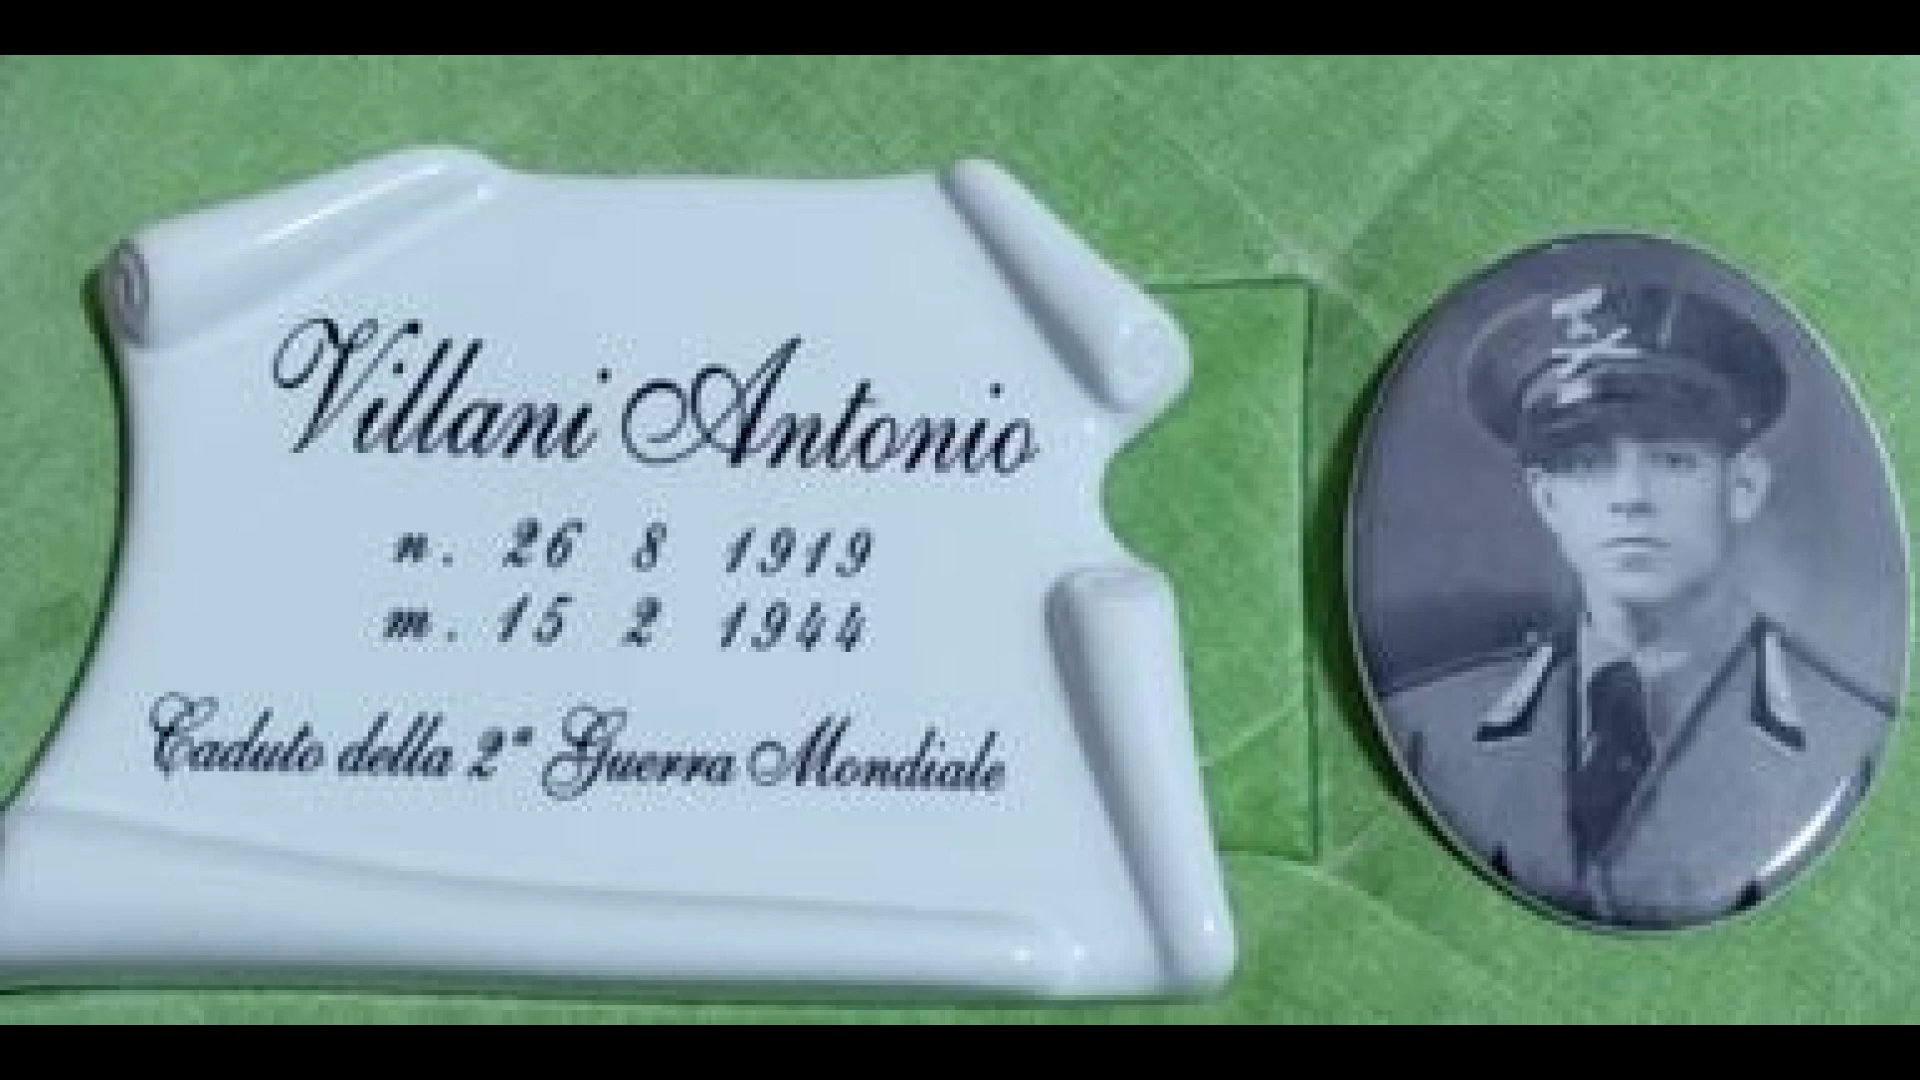 Villani Antonio
n. 26 8 1919
m. 15 2 1944
Caduto della 2ª Guerra Mondiale